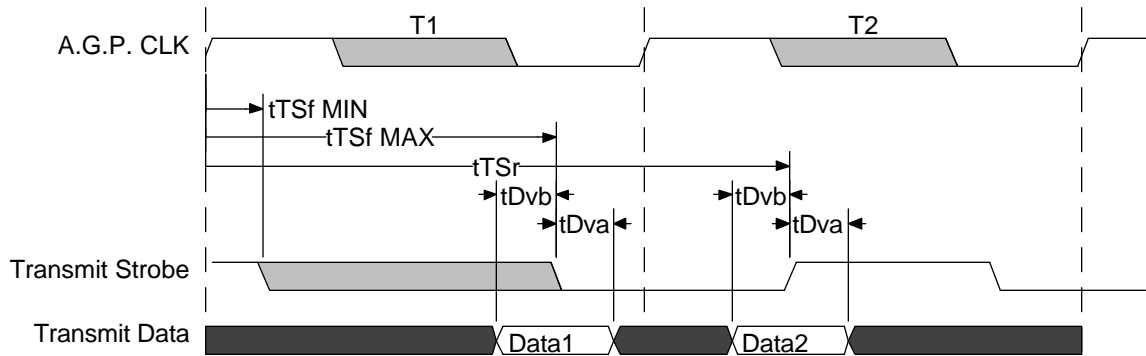 T1 T2
A.G.P. CLK
tTSf MIN
tTSf MAX
tTSr
tDvb tDvb
tDva tDva
Transmit Strobe
Transmit Data Data1 Data2